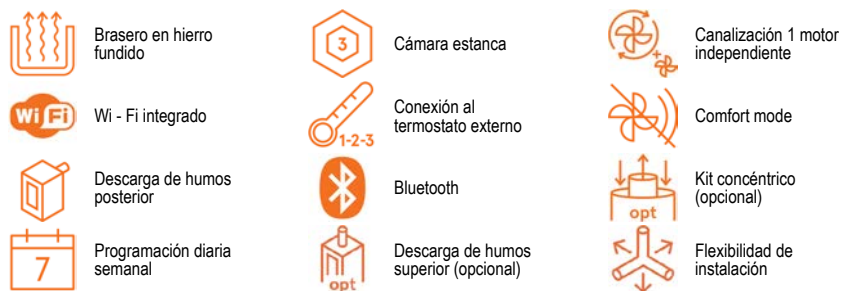 Brasero en hierro
fundido
3
Cámara estanca
+
Canalización 1 motor
independiente
Wi Fi
Wi - Fi integrado
1-2-3
Conexión al
termostato externo
Comfort mode
Descarga de humos
posterior
Bluetooth
opt
Kit concéntrico
(opcional)
7
Programación diaria
semanal
opt
Descarga de humos
superior (opcional)
Flexibilidad de
instalación